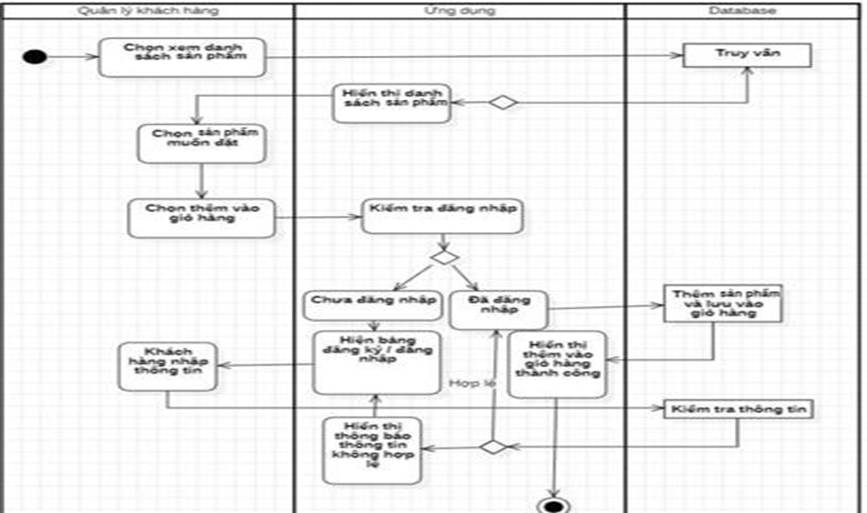 Quản lý khách hàng
Ứng dụng
Database
Chọn xem danh
sách sản phẩm
Truy vấn
Hiển thị danh
sách sản phẩm
Chọn sản phẩm
muốn đặt
Chọn thêm vào
giỏ hàng
Kiểm tra đăng nhập
Chưa đăng nhập
Đã đăng
nhập
Thêm sản phẩm
và lưu vào
giỏ hàng
Hiện bảng
đăng ký / đăng
nhập
Hiển thị
thêm vào
giỏ hàng
thành công
Khách
hàng nhập
thông tin
Hợp lệ
Kiểm tra thông tin
Hiển thị
thông báo
thông tin
không hợp
lệ